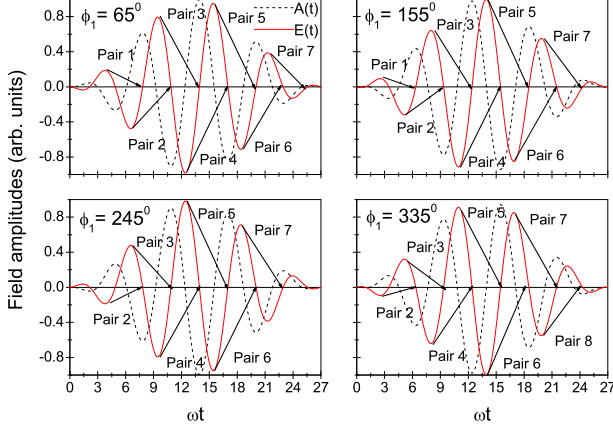 Field amplitudes (arb. units)
ϕ1= 65⁰
A(t)
E(t)
0.8
0.4
0.0
-0.4
-0.8
Pair 1
Pair 2
Pair 3
Pair 4
Pair 5
Pair 6
Pair 7
ϕ1= 155⁰
Pair 1
Pair 2
Pair 3
Pair 4
Pair 5
Pair 6
Pair 7
ϕ1= 245⁰
0.8
0.4
0.0
-0.4
-0.8
Pair 2
Pair 3
Pair 4
Pair 5
Pair 6
Pair 7
0 3 6 9 12 15 18 21 24 27
ωt
ϕ1= 335⁰
Pair 2
Pair 3
Pair 4
Pair 5
Pair 6
Pair 7
Pair 8
0 3 6 9 12 15 18 21 24 27
ωt